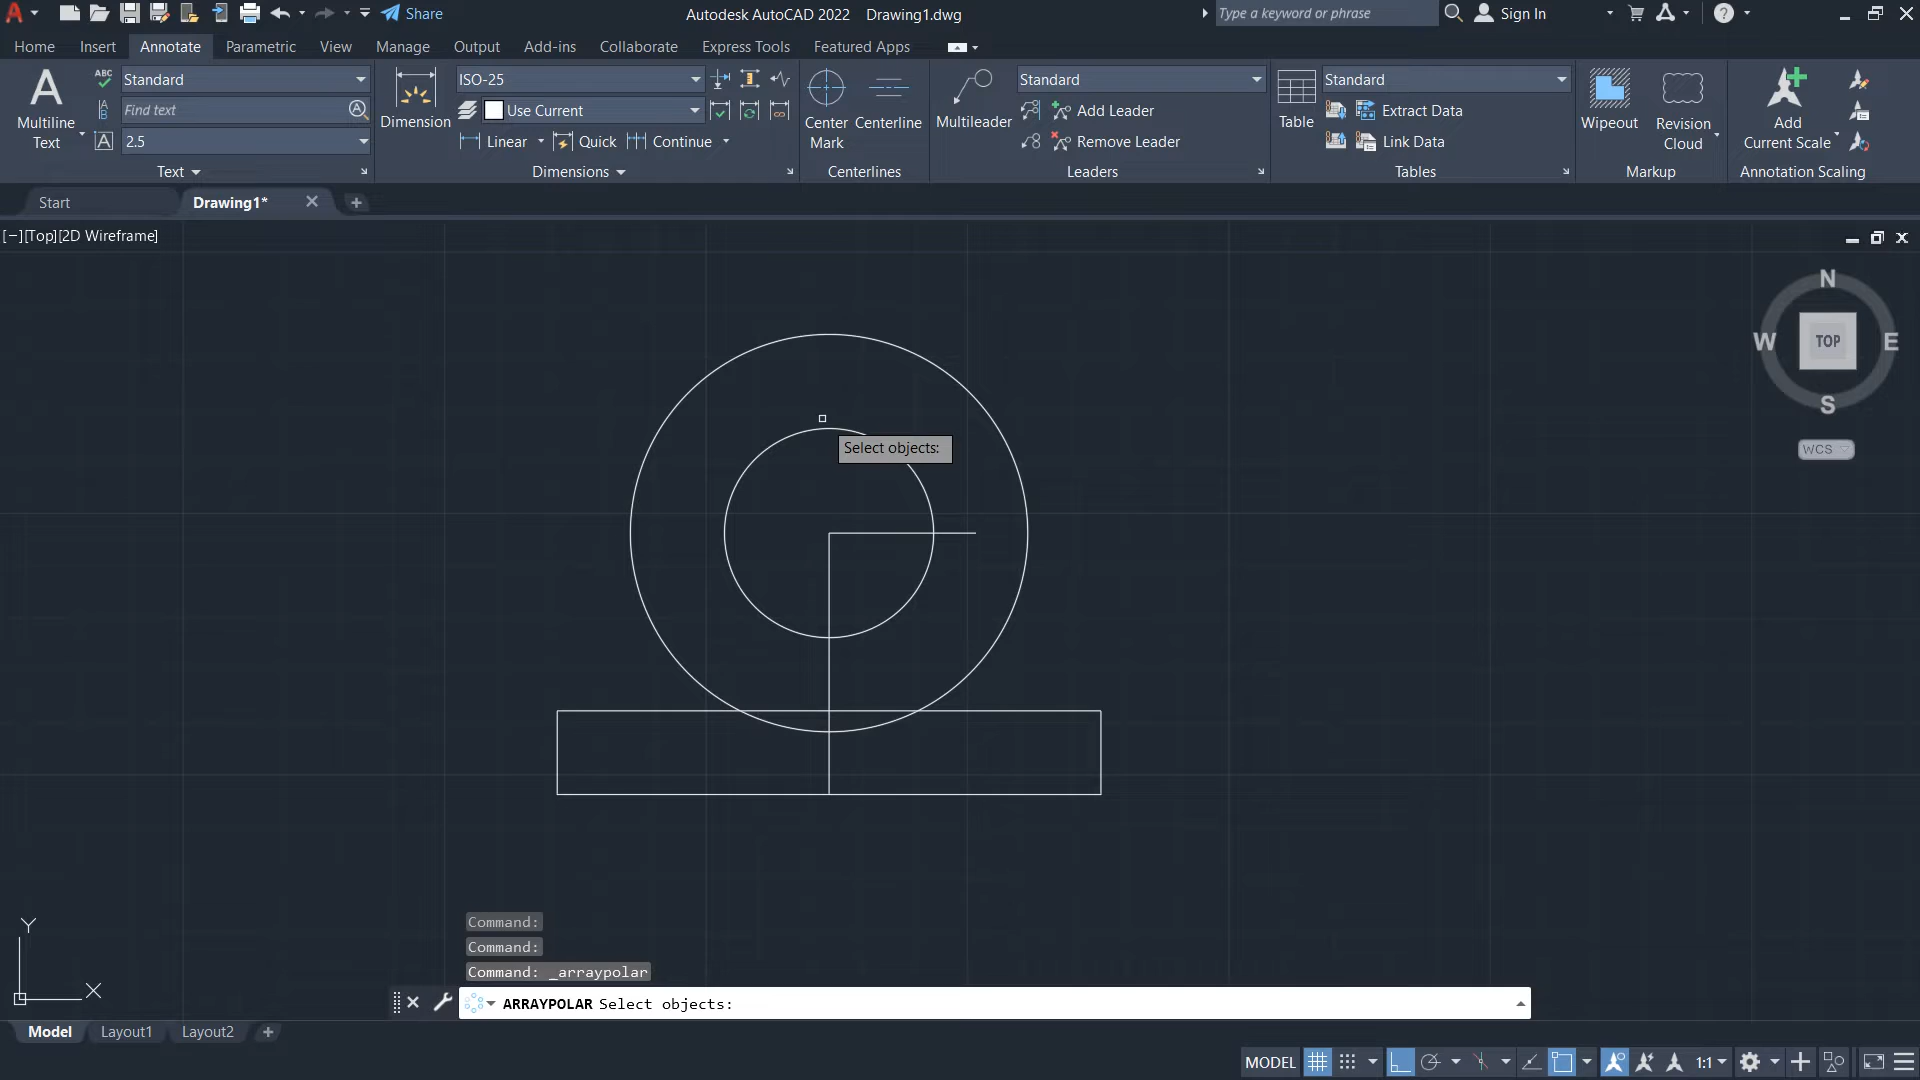 A Share Autodesk AutoCAD 2022 Drawing1.dwg Type a keyword or phrase Sign In ?
Home Insert Annotate Parametric View Manage Output Add-ins Collaborate Express Tools Featured Apps
Multiline Text
ABC
Standard
Find text
2.5
Text
Dimension
ISO-25
Use Current
Linear Quick Continue
Dimensions
Center Mark
Centerline
Centerlines
Multileader
Standard
Add Leader
Remove Leader
Leaders
Table
Standard
Extract Data
Link Data
Tables
Wipeout
Revision Cloud
Markup
Add Current Scale
Annotation Scaling
Start Drawing1*
[−][Top][2D Wireframe]
N
W TOP E
S
WCS
Select objects:
Y
X
Command:
Command:
Command: _arraypolar
ARRAYPOLAR Select objects:
Model Layout1 Layout2
MODEL 1:1